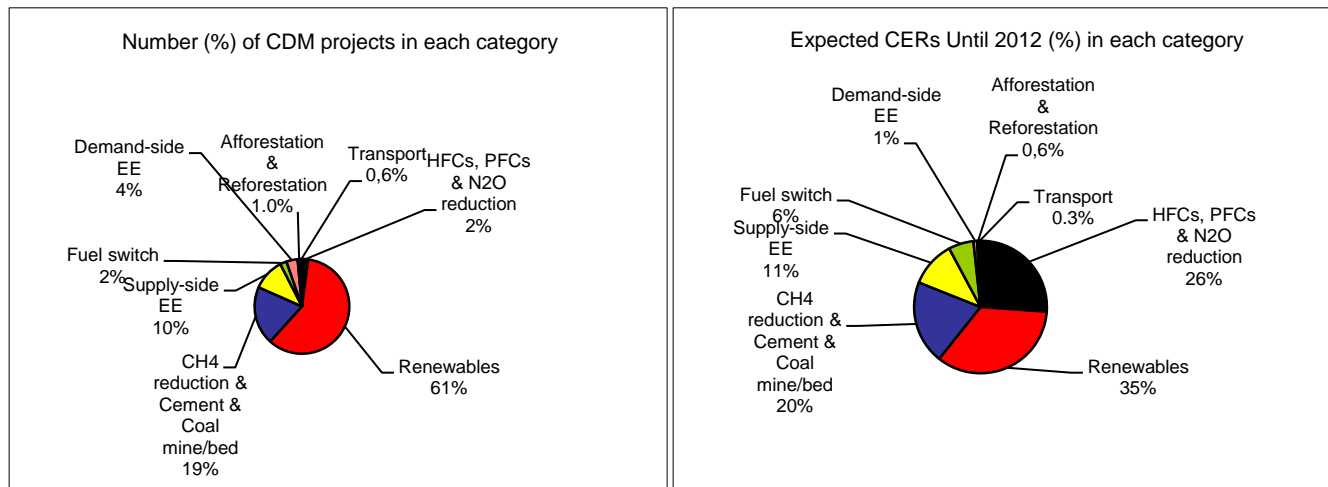 Number (%) of CDM projects in each category
Demand-side
EE
4%
Afforestation
&
Reforestation
1.0%
Transport
0,6%
HFCs, PFCs
& N2O
reduction
2%
Fuel switch
2%
Supply-side
EE
10%
CH4
reduction &
Cement &
Coal
mine/bed
19%
Renewables
61%
Expected CERs Until 2012 (%) in each category
Demand-side
EE
1%
Afforestation
&
Reforestation
0,6%
Transport
0.3%
HFCs, PFCs
& N2O
reduction
26%
Fuel switch
6%
Supply-side
EE
11%
CH4
reduction &
Cement &
Coal
mine/bed
20%
Renewables
35%